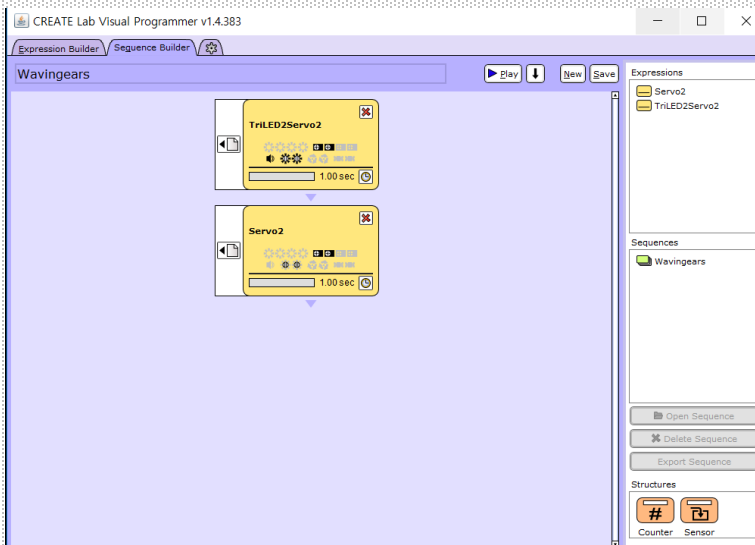 CREATE Lab Visual Programmer v1.4.383
Expression Builder
Sequence Builder
Wavingears
Play
New
Save
TriLED2Servo2
1.00 sec
Servo2
1.00 sec
Expressions
Servo2
TriLED2Servo2
Sequences
Wavingears
Open Sequence
Delete Sequence
Export Sequence
Structures
#
Counter
Sensor